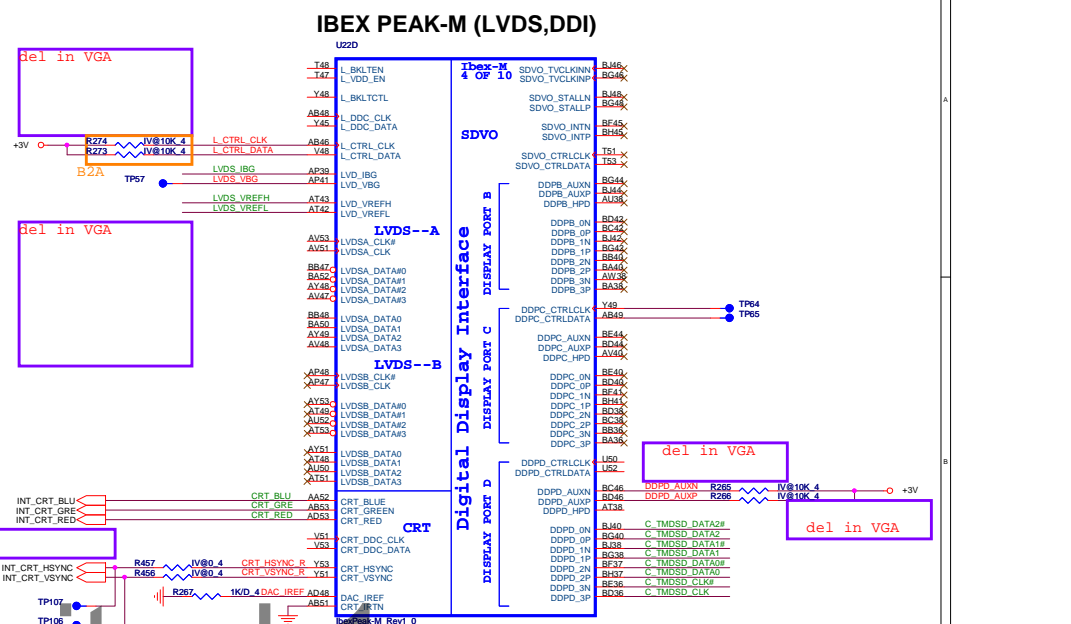 IBEX PEAK-M (LVDS,DDI)
U22D
Ibex-M
4 OF 10
del in VGA
+3V
R274 IV@10K_4 L_CTRL_CLK
R273 IV@10K_4 L_CTRL_DATA
B2A
TP57
LVDS_IBG
LVDS_VBG
LVDS_VREFH
LVDS_VREFL
del in VGA
T48 L_BKLTEN
T47 L_VDD_EN
Y48 L_BKLTCTL
AB48 L_DDC_CLK
Y45 L_DDC_DATA
AB46 L_CTRL_CLK
V48 L_CTRL_DATA
AP39 LVD_IBG
AP41 LVD_VBG
AT43 LVD_VREFH
AT42 LVD_VREFL
LVDS--A
AV53 LVDSA_CLK#
AV51 LVDSA_CLK
BB47 LVDSA_DATA#0
BA52 LVDSA_DATA#1
AY48 LVDSA_DATA#2
AV47 LVDSA_DATA#3
BB48 LVDSA_DATA0
BA50 LVDSA_DATA1
AY49 LVDSA_DATA2
AV48 LVDSA_DATA3
LVDS--B
AP48 LVDSB_CLK#
AP47 LVDSB_CLK
AY53 LVDSB_DATA#0
AT49 LVDSB_DATA#1
AU52 LVDSB_DATA#2
AT53 LVDSB_DATA#3
AY51 LVDSB_DATA0
AT48 LVDSB_DATA1
AU50 LVDSB_DATA2
AT51 LVDSB_DATA3
INT_CRT_BLU CRT_BLU AA52 CRT_BLUE
INT_CRT_GRE CRT_GRE AB53 CRT_GREEN
INT_CRT_RED CRT_RED AD53 CRT_RED
CRT
V51 CRT_DDC_CLK
V53 CRT_DDC_DATA
INT_CRT_HSYNC R457 IV@0_4 CRT_HSYNC_R Y53 CRT_HSYNC
INT_CRT_VSYNC R456 IV@0_4 CRT_VSYNC_R Y51 CRT_VSYNC
R267 1K/D_4 DAC_IREF AD48 DAC_IREF
AB51 CRT_IRTN
TP107
TP106
IbexPeak-M_Rev1_0
Digital Display Interface
SDVO
SDVO_TVCLKINN BJ46
SDVO_TVCLKINP BG46
SDVO_STALLN BJ48
SDVO_STALLP BG48
SDVO_INTN BF45
SDVO_INTP BH45
SDVO_CTRLCLK T51
SDVO_CTRLDATA T53
DISPLAY PORT B
DDPB_AUXN BG44
DDPB_AUXP BJ44
DDPB_HPD AU38
DDPB_0N BD42
DDPB_0P BC42
DDPB_1N BJ42
DDPB_1P BG42
DDPB_2N BB40
DDPB_2P BA40
DDPB_3N AW38
DDPB_3P BA38
DISPLAY PORT C
DDPC_CTRLCLK Y49 TP64
DDPC_CTRLDATA AB49 TP65
DDPC_AUXN BE44
DDPC_AUXP BD44
DDPC_HPD AV40
DDPC_0N BE40
DDPC_0P BD40
DDPC_1N BF41
DDPC_1P BH41
DDPC_2N BD38
DDPC_2P BC38
DDPC_3N BB36
DDPC_3P BA36
DISPLAY PORT D
DDPD_CTRLCLK U50
DDPD_CTRLDATA U52
del in VGA
DDPD_AUXN BC46 DDPD_AUXN R265 IV@10K_4 +3V
DDPD_AUXP BD46 DDPD_AUXP R266 IV@10K_4
DDPD_HPD AT38
del in VGA
DDPD_0N BJ40 C_TMDSD_DATA2#
DDPD_0P BG40 C_TMDSD_DATA2
DDPD_1N BJ38 C_TMDSD_DATA1#
DDPD_1P BG38 C_TMDSD_DATA1
DDPD_2N BF37 C_TMDSD_DATA0#
DDPD_2P BH37 C_TMDSD_DATA0
DDPD_3N BE36 C_TMDSD_CLK#
DDPD_3P BD36 C_TMDSD_CLK
A
B